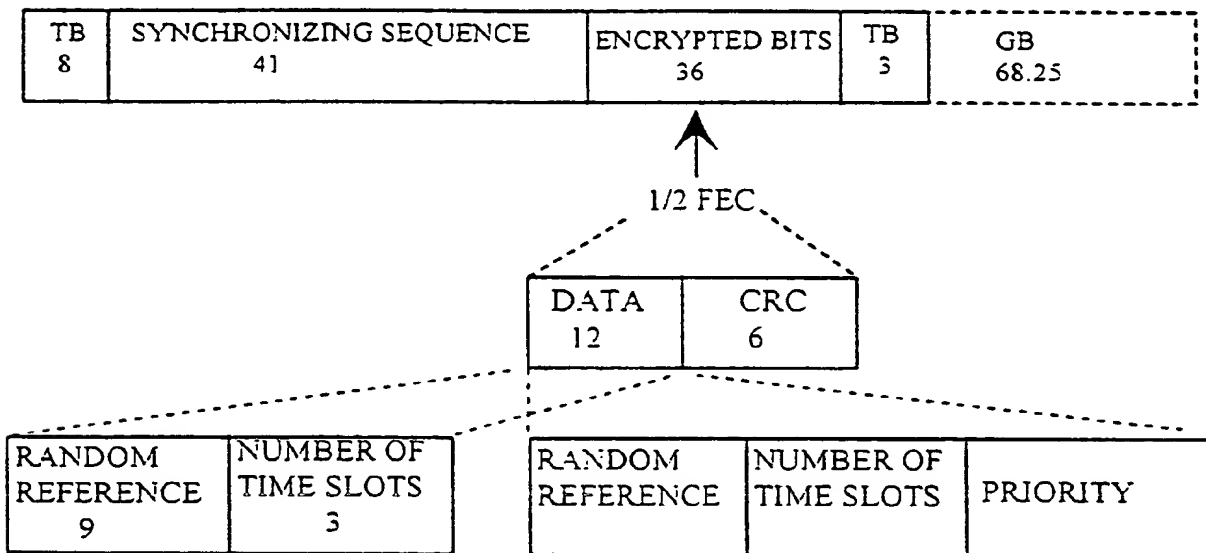 TB
8
SYNCHRONIZING SEQUENCE
41
ENCRYPTED BITS
36
TB
3
GB
68.25
1/2 FEC
DATA
12
CRC
6
RANDOM
REFERENCE
9
NUMBER OF
TIME SLOTS
3
RANDOM
REFERENCE
NUMBER OF
TIME SLOTS
PRIORITY